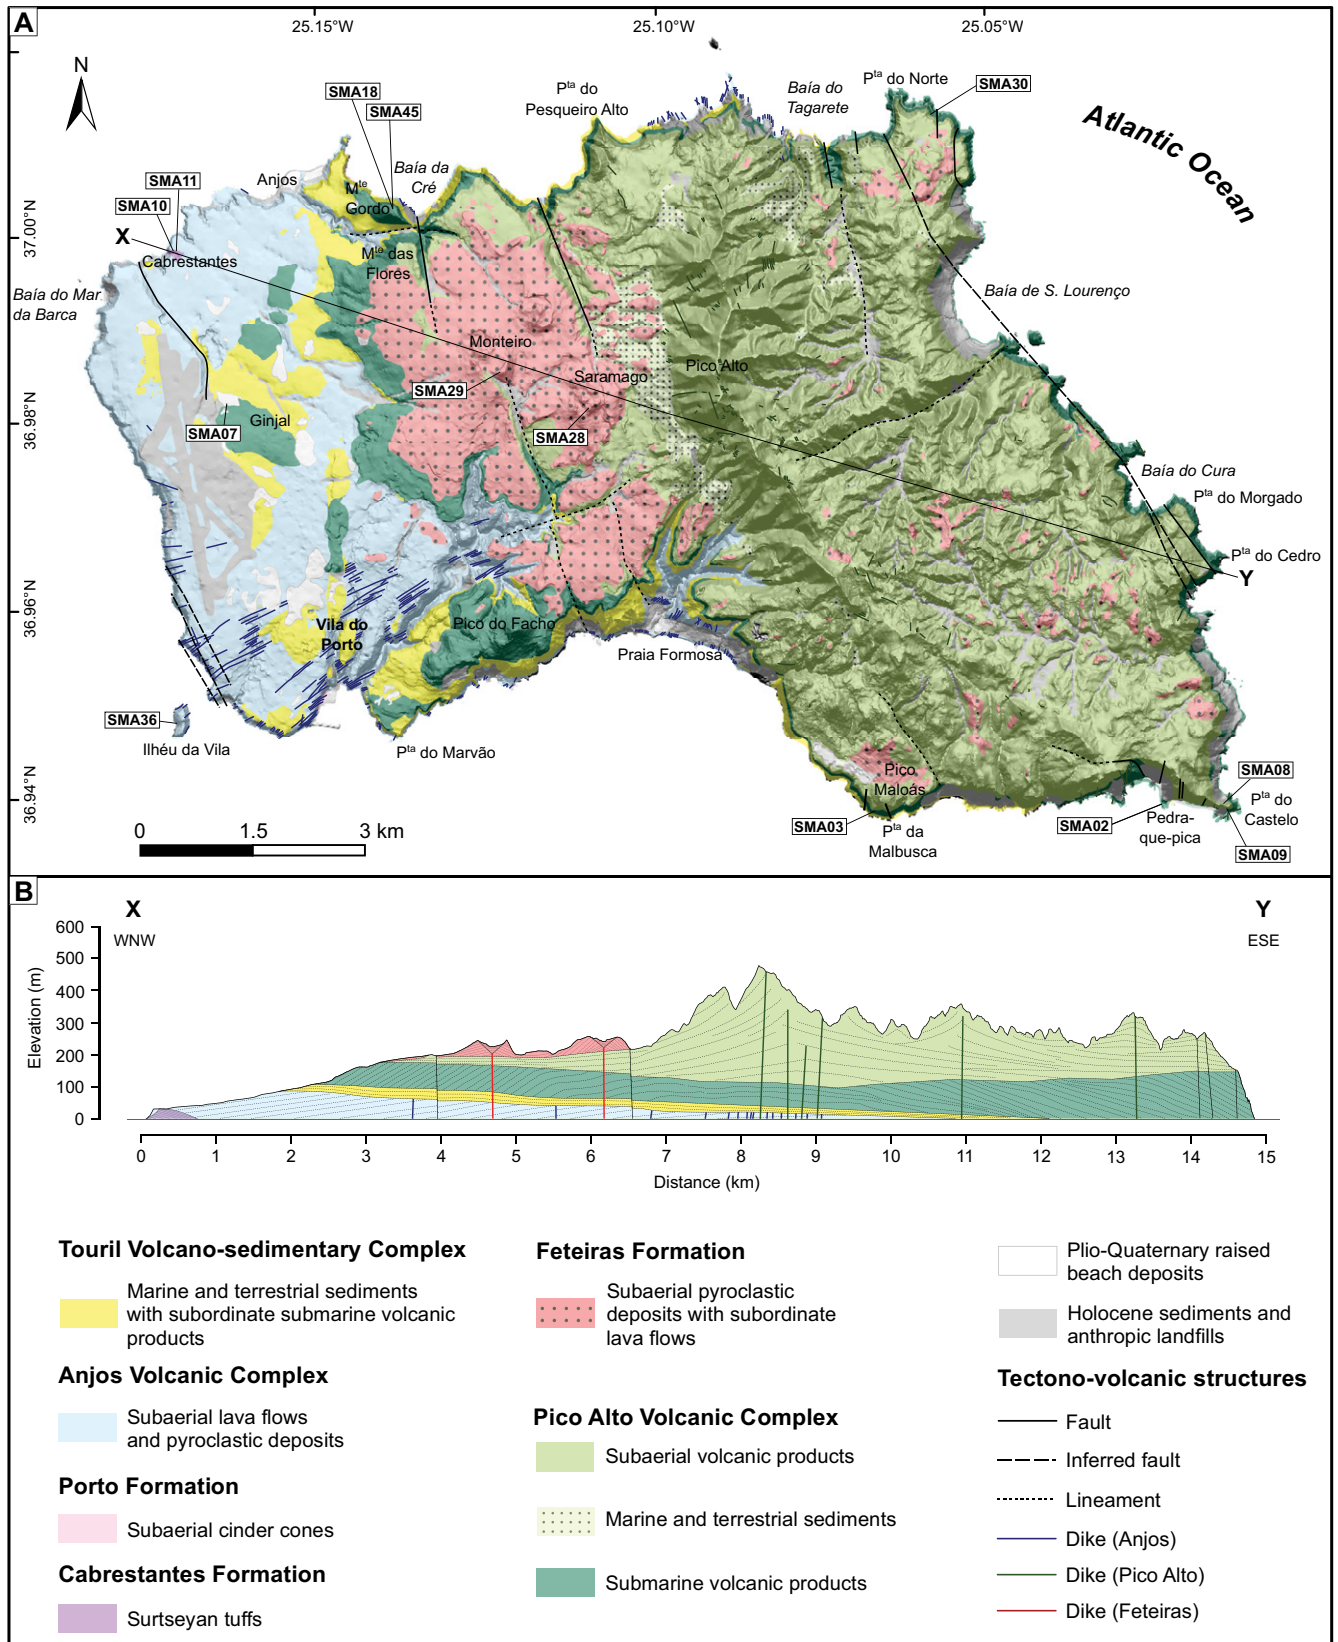 A
25.15°W
25.10°W
25.05°W
N
SMA18
SMA45
Pta do
Pesqueiro Alto
Baía do
Tagarete
Pta do Norte
SMA30
Atlantic Ocean
Anjos
Mte
Gordo
Baía da
Cré
SMA11
SMA10
X
Cabrestantes
37.00°N
Mte das
Flores
Baía do Mar
da Barca
Baía de S. Lourenço
Monteiro
Saramago
Pico Alto
SMA29
SMA28
36.98°N
Ginjal
SMA07
Baía do Cura
Pta do Morgado
Pta do Cedro
Y
36.96°N
Vila do
Porto
Pico do Facho
Praia Formosa
SMA36
Ilhéu da Vila
Pta do Marvão
36.94°N
Pico
Maloás
SMA03
Pta da
Malbusca
SMA02
Pedra-
que-pica
SMA08
Pta do
Castelo
SMA09
0 1.5 3 km
B
X
WNW
Y
ESE
Elevation (m)
600
500
400
300
200
100
0
0 1 2 3 4 5 6 7 8 9 10 11 12 13 14 15
Distance (km)
Touril Volcano-sedimentary Complex
Marine and terrestrial sediments
with subordinate submarine volcanic
products
Anjos Volcanic Complex
Subaerial lava flows
and pyroclastic deposits
Porto Formation
Subaerial cinder cones
Cabrestantes Formation
Surtseyan tuffs
Feteiras Formation
Subaerial pyroclastic
deposits with subordinate
lava flows
Pico Alto Volcanic Complex
Subaerial volcanic products
Marine and terrestrial sediments
Submarine volcanic products
Plio-Quaternary raised
beach deposits
Holocene sediments and
anthropic landfills
Tectono-volcanic structures
Fault
Inferred fault
Lineament
Dike (Anjos)
Dike (Pico Alto)
Dike (Feteiras)